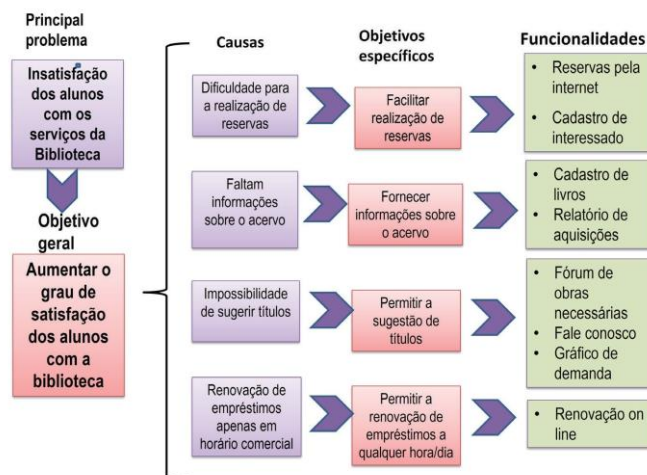 Principal
problema
Insatisfação
dos alunos
com os
serviços da
Biblioteca
Objetivo
geral
Aumentar o
grau de
satisfação
dos alunos
com a
biblioteca
Causas
Objetivos
específicos
Funcionalidades
Dificuldade para
a realização de
reservas
Facilitar
realização de
reservas
• Reservas pela
internet
• Cadastro de
interessado
Faltam
informações
sobre o acervo
Fornecer
informações sobre
o acervo
• Cadastro de
livros
• Relatório de
aquisições
Impossibilidade
de sugerir títulos
Permitir a
sugestão de
títulos
• Fórum de
obras
necessárias
• Fale conosco
• Gráfico de
demanda
Renovação de
empréstimos
apenas em
horário comercial
Permitir a
renovação de
empréstimos a
qualquer hora/dia
• Renovação on
line